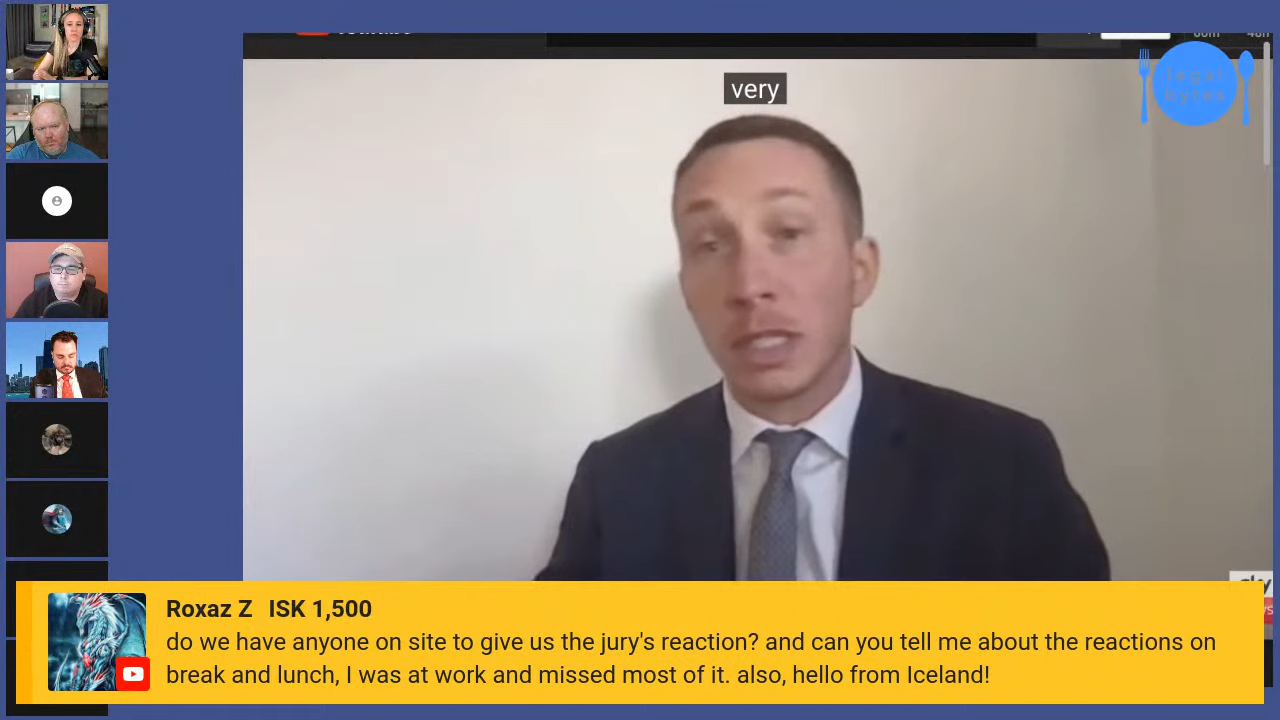 very
legal
bytes
sky
Roxaz Z ISK 1,500
do we have anyone on site to give us the jury's reaction? and can you tell me about the reactions on
break and lunch, I was at work and missed most of it. also, hello from Iceland!